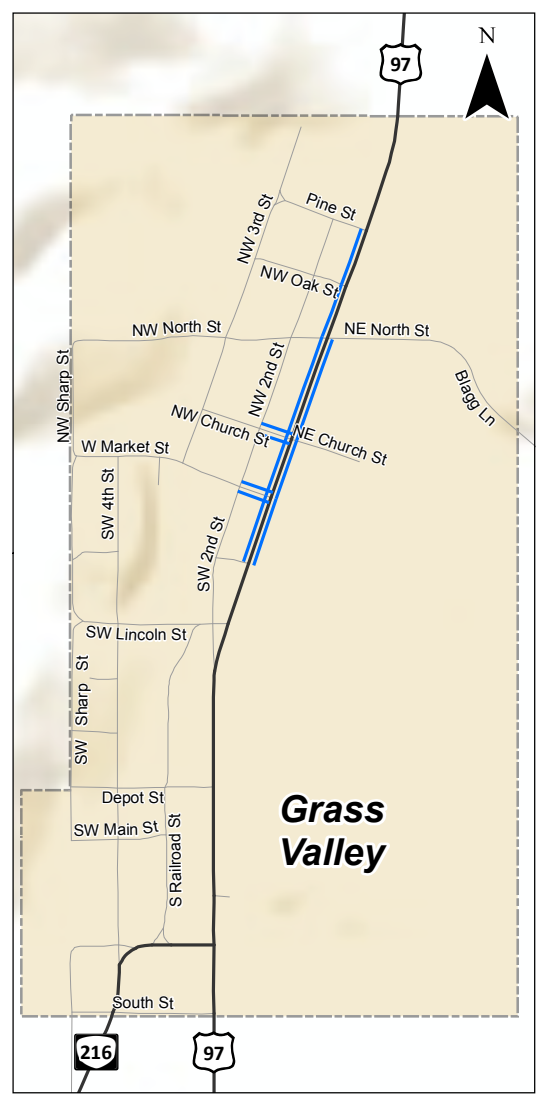 N
97
Pine St
NW 3rd St
NW Oak St
NW North St
NE North St
NW Sharp St
NW 2nd St
Blagg Ln
NW Church St
NE Church St
W Market St
SW 4th St
SW 2nd St
SW Lincoln St
SW Sharp St
Depot St
Grass
Valley
SW Main St
S Railroad St
South St
216
97